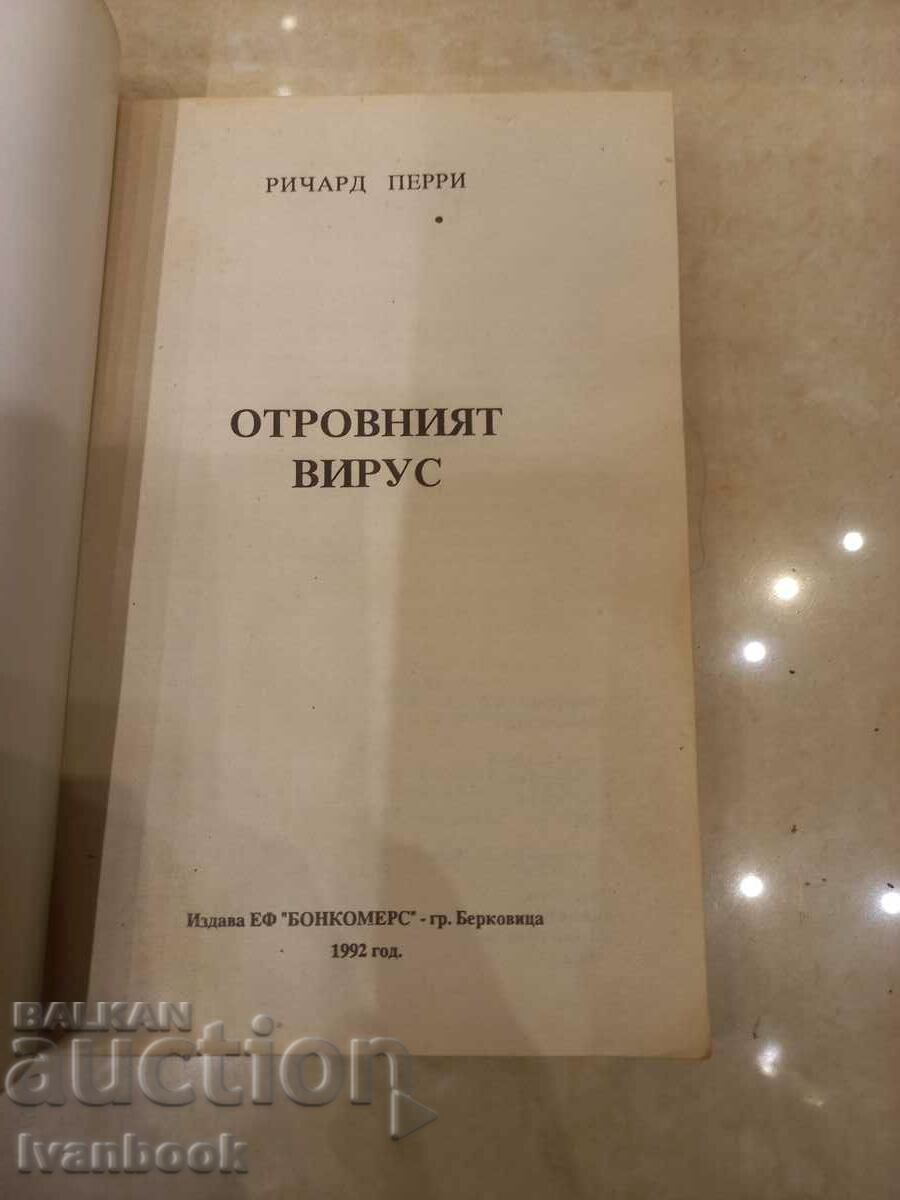 РИЧАРД ПЕРРИ
ОТРОВНИЯТ
ВИРУС
Издава ЕФ "БОНКОМЕРС" - гр. Берковица
1992 год.
BALKAN
auction
Ivanbook